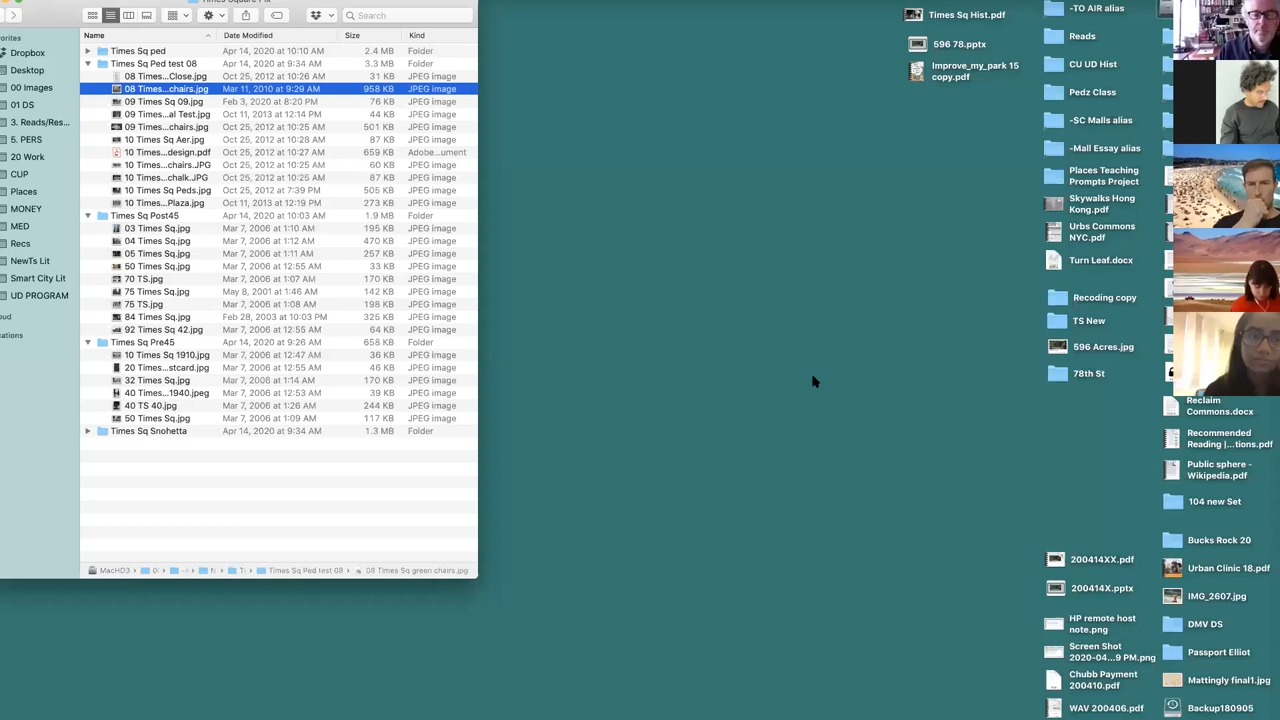 Times Square Pix
Search
Name
Date Modified
Size
Kind
Times Sq ped Apr 14, 2020 at 10:10 AM 2.4 MB Folder
Times Sq Ped test 08 Apr 14, 2020 at 9:34 AM 3.3 MB Folder
08 Times...Close.jpg Oct 25, 2012 at 10:26 AM 31 KB JPEG image
08 Times...chairs.jpg Mar 11, 2010 at 9:29 AM 958 KB JPEG image
09 Times Sq 09.jpg Feb 3, 2020 at 8:20 PM 76 KB JPEG image
09 Times...al Test.jpg Oct 11, 2013 at 12:14 PM 44 KB JPEG image
09 Times...chairs.jpg Oct 25, 2012 at 10:25 AM 501 KB JPEG image
10 Times Sq Aer.jpg Oct 25, 2012 at 10:28 AM 87 KB JPEG image
10 Times...design.pdf Oct 25, 2012 at 10:27 AM 659 KB Adobe...ument
10 Times...chairs.JPG Oct 25, 2012 at 10:25 AM 60 KB JPEG image
10 Times...chalk.JPG Oct 25, 2012 at 10:25 AM 87 KB JPEG image
10 Times Sq Peds.jpg Oct 25, 2012 at 7:39 PM 505 KB JPEG image
10 Times...Plaza.jpg Oct 11, 2013 at 12:19 PM 273 KB JPEG image
Times Sq Post45 Apr 14, 2020 at 10:03 AM 1.9 MB Folder
03 Times Sq.jpg Mar 7, 2006 at 1:10 AM 195 KB JPEG image
04 Times Sq.jpg Mar 7, 2006 at 1:12 AM 470 KB JPEG image
05 Times Sq.jpg Mar 7, 2006 at 1:11 AM 257 KB JPEG image
50 Times Sq.jpg Mar 7, 2006 at 12:55 AM 33 KB JPEG image
70 TS.jpg Mar 7, 2006 at 1:07 AM 170 KB JPEG image
75 Times Sq.jpg May 8, 2001 at 1:46 AM 142 KB JPEG image
75 TS.jpg Mar 7, 2006 at 1:08 AM 198 KB JPEG image
84 Times Sq.jpg Feb 28, 2003 at 10:03 PM 325 KB JPEG image
92 Times Sq 42.jpg Mar 7, 2006 at 12:55 AM 64 KB JPEG image
Times Sq Pre45 Apr 14, 2020 at 9:26 AM 658 KB Folder
10 Times Sq 1910.jpg Mar 7, 2006 at 12:47 AM 36 KB JPEG image
20 Times...stcard.jpg Mar 7, 2006 at 12:55 AM 46 KB JPEG image
32 Times Sq.jpg Mar 7, 2006 at 1:14 AM 170 KB JPEG image
40 Times...1940.jpeg Mar 7, 2006 at 12:53 AM 39 KB JPEG image
40 TS 40.jpg Mar 7, 2006 at 1:26 AM 244 KB JPEG image
50 Times Sq.jpg Mar 7, 2006 at 1:09 AM 117 KB JPEG image
Times Sq Snohetta Apr 14, 2020 at 9:34 AM 1.3 MB Folder
MacHD3 › Times Sq Ped test 08 › 08 Times Sq green chairs.jpg
vorites
Dropbox
Desktop
00 Images
01 DS
3. Reads/Res...
5. PERS
20 Work
CUP
Places
MONEY
MED
Recs
NewTs Lit
Smart City Lit
UD PROGRAM
oud
cations
Times Sq Hist.pdf
596 78.pptx
Improve_my_park 15
copy.pdf
-TO AIR alias
Reads
CU UD Hist
Pedz Class
-SC Malls alias
-Mall Essay alias
Places Teaching
Prompts Project
Skywalks Hong
Kong.pdf
Urbs Commons
NYC.pdf
Turn Leaf.docx
Recoding copy
TS New
596 Acres.jpg
78th St
200414XX.pdf
200414X.pptx
HP remote host
note.png
Screen Shot
2020-04...9 PM.png
Chubb Payment
200410.pdf
WAV 200406.pdf
Reclaim
Commons.docx
Recommended
Reading |...tions.pdf
Public sphere -
Wikipedia.pdf
104 new Set
Bucks Rock 20
Urban Clinic 18.pdf
IMG_2607.jpg
DMV DS
Passport Elliot
Mattingly final1.jpg
Backup180905